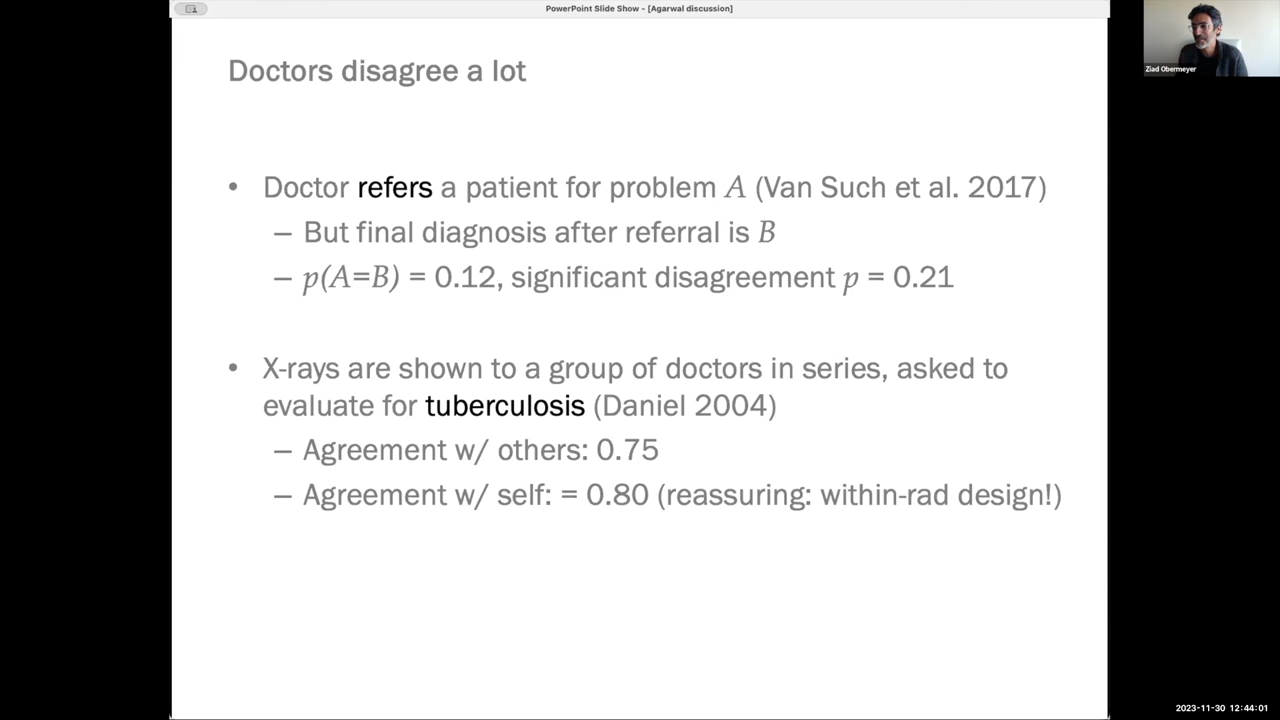 PowerPoint Slide Show - [Agarwal discussion]
Ziad Obermeyer
Doctors disagree a lot
• Doctor refers a patient for problem A (Van Such et al. 2017)
– But final diagnosis after referral is B
– p(A=B) = 0.12, significant disagreement p = 0.21
• X-rays are shown to a group of doctors in series, asked to
evaluate for tuberculosis (Daniel 2004)
– Agreement w/ others: 0.75
– Agreement w/ self: = 0.80 (reassuring: within-rad design!)
2023-11-30 12:44:01